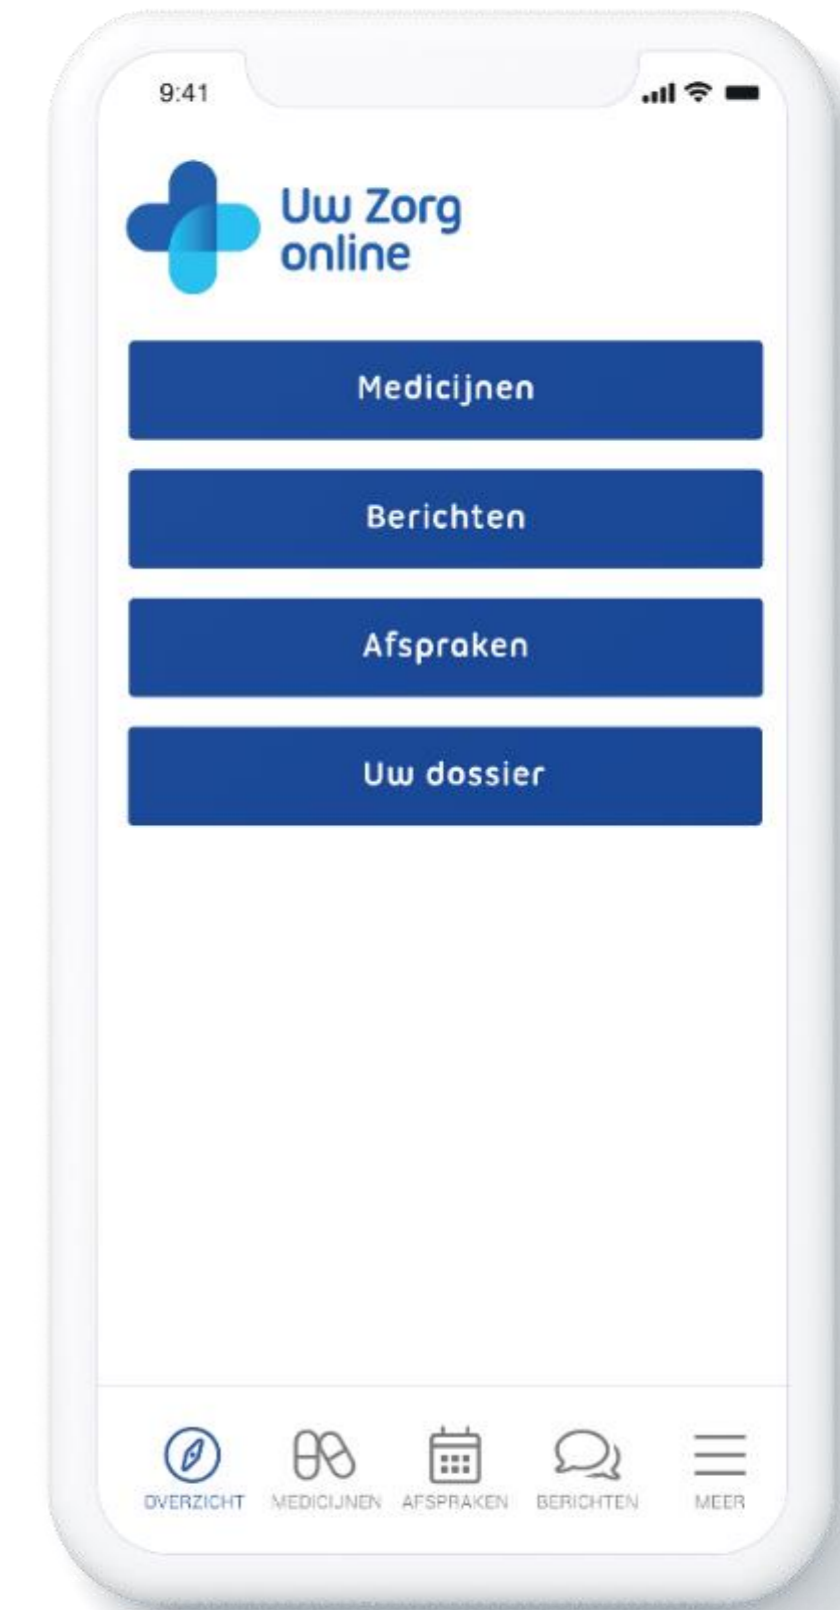 9:41
Uw Zorg
online
Medicijnen
Berichten
Afspraken
Uw dossier
OVERZICHT MEDICIJNEN AFSPRAKEN BERICHTEN MEER